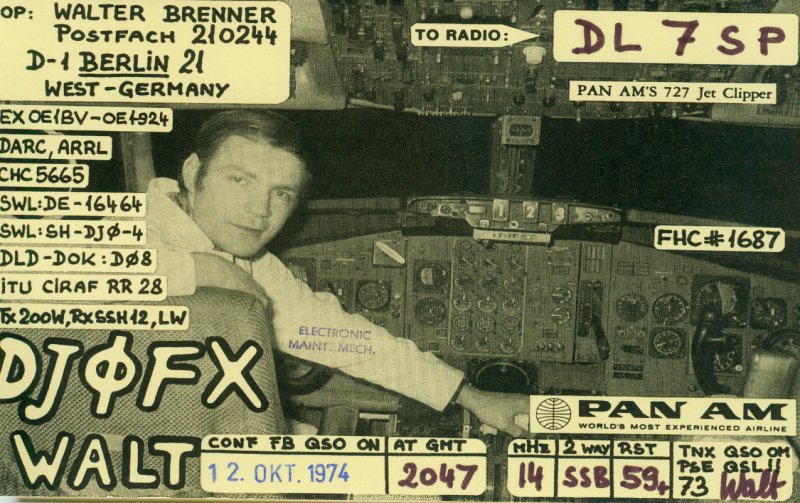 OP: WALTER BRENNER
POSTFACH 210244
D-1 BERLIN 21
WEST-GERMANY
TO RADIO:
DL 7 SP
PAN AM'S 727 Jet Clipper
EX OE1BV-OE1-924
DARC, ARRL
CHC 5665
SWL: DE-16464
SWL: SH-DJØ-4
DLD-DOK: DØ8
ITU CIRAF RR 28
TX 200W, RX SSH12, LW
1 2 3
FHC #1687
ELECTRONIC
MAINT. MECH.
DJØFX
WALT
PAN AM
WORLD'S MOST EXPERIENCED AIRLINE
CONF FB QSO ON
12. OKT. 1974
AT GMT
2047
MHz
14
2 WAY
SSB
RST
59+
TNX QSO OM
PSE QSL!!
73 Walt